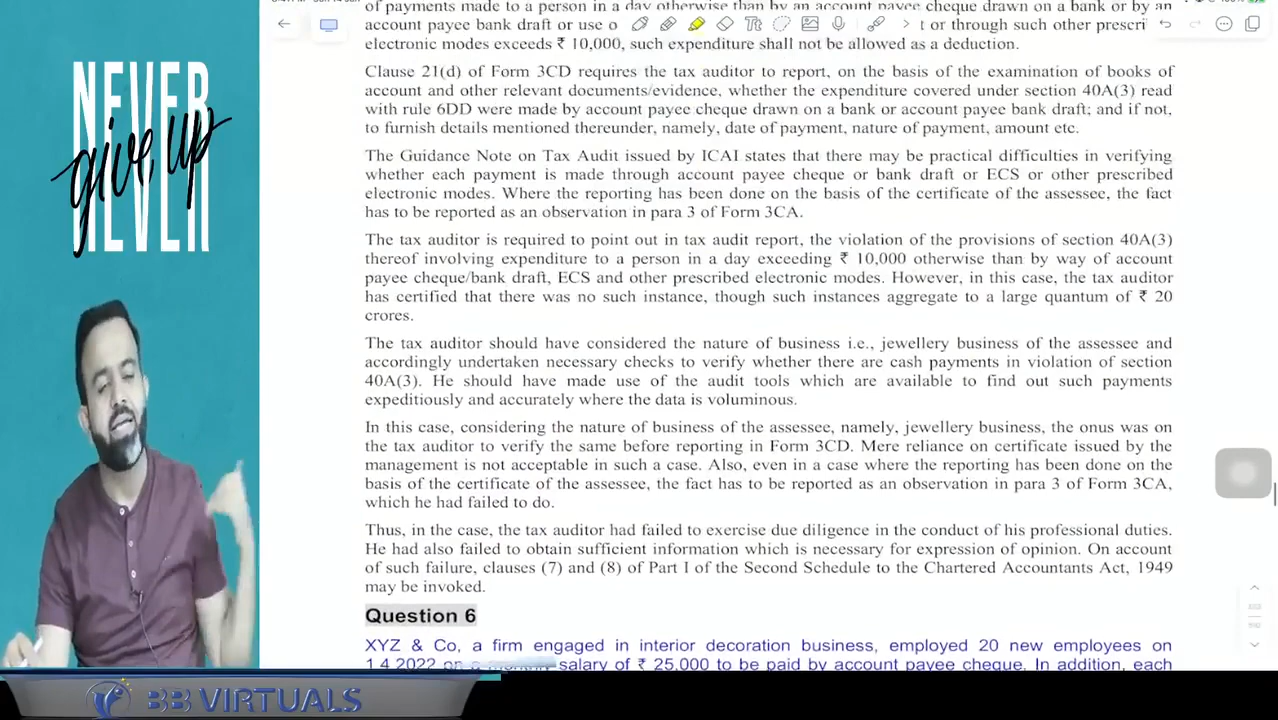 of payments made to a person in a day otherwise than by an account payee cheque drawn on a bank or by an
account payee bank draft or use o
t or through such other prescri
electronic modes exceeds ₹ 10,000, such expenditure shall not be allowed as a deduction.
Clause 21(d) of Form 3CD requires the tax auditor to report, on the basis of the examination of books of
account and other relevant documents/evidence, whether the expenditure covered under section 40A(3) read
with rule 6DD were made by account payee cheque drawn on a bank or account payee bank draft; and if not,
to furnish details mentioned thereunder, namely, date of payment, nature of payment, amount etc.
The Guidance Note on Tax Audit issued by ICAI states that there may be practical difficulties in verifying
whether each payment is made through account payee cheque or bank draft or ECS or other prescribed
electronic modes. Where the reporting has been done on the basis of the certificate of the assessee, the fact
has to be reported as an observation in para 3 of Form 3CA.
The tax auditor is required to point out in tax audit report, the violation of the provisions of section 40A(3)
thereof involving expenditure to a person in a day exceeding ₹ 10,000 otherwise than by way of account
payee cheque/bank draft, ECS and other prescribed electronic modes. However, in this case, the tax auditor
has certified that there was no such instance, though such instances aggregate to a large quantum of ₹ 20
crores.
The tax auditor should have considered the nature of business i.e., jewellery business of the assessee and
accordingly undertaken necessary checks to verify whether there are cash payments in violation of section
40A(3). He should have made use of the audit tools which are available to find out such payments
expeditiously and accurately where the data is voluminous.
In this case, considering the nature of business of the assessee, namely, jewellery business, the onus was on
the tax auditor to verify the same before reporting in Form 3CD. Mere reliance on certificate issued by the
management is not acceptable in such a case. Also, even in a case where the reporting has been done on the
basis of the certificate of the assessee, the fact has to be reported as an observation in para 3 of Form 3CA,
which he had failed to do.
Thus, in the case, the tax auditor had failed to exercise due diligence in the conduct of his professional duties.
He had also failed to obtain sufficient information which is necessary for expression of opinion. On account
of such failure, clauses (7) and (8) of Part I of the Second Schedule to the Chartered Accountants Act, 1949
may be invoked.
Question 6
XYZ & Co, a firm engaged in interior decoration business, employed 20 new employees on
1.4.2022 on a monthly salary of ₹ 25,000 to be paid by account payee cheque. In addition, each
NEVER
give up
NEVER
BB VIRTUALS